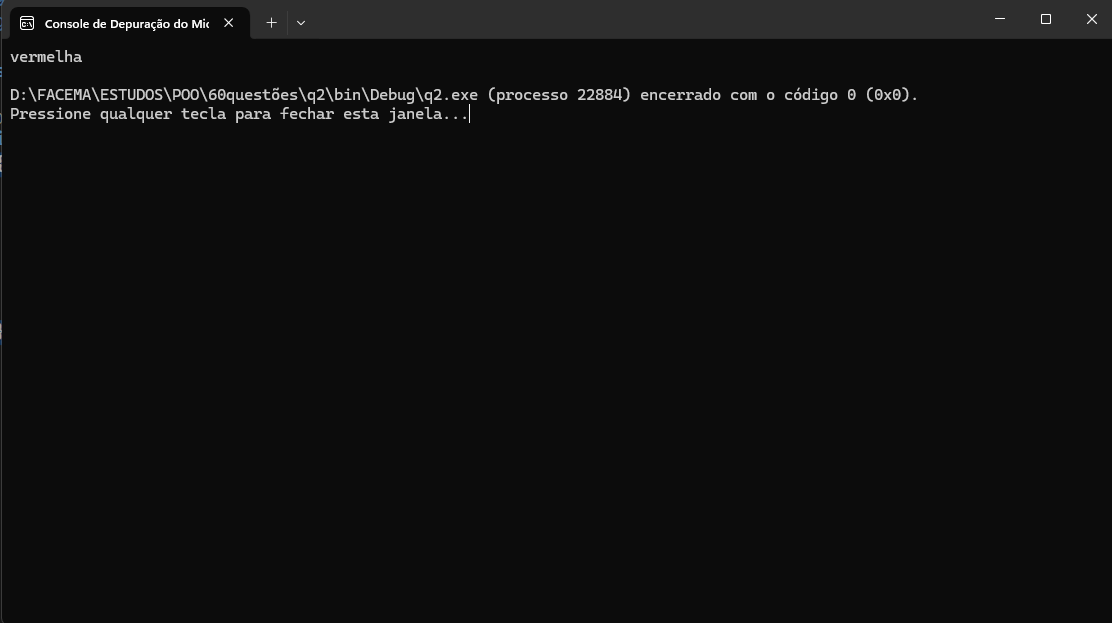 Console de Depuração do Mic
vermelha
D:\FACEMA\ESTUDOS\POO\60questões\q2\bin\Debug\q2.exe (processo 22884) encerrado com o código 0 (0x0).
Pressione qualquer tecla para fechar esta janela...